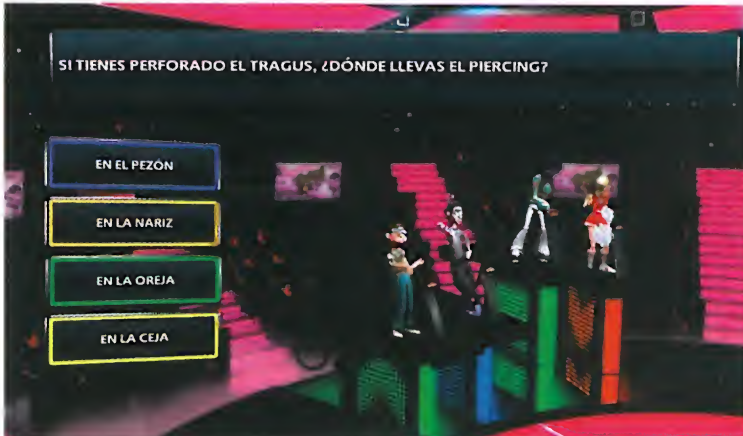 SI TIENES PERFORADO EL TRAGUS, ¿DÓNDE LLEVAS EL PIERCING?
EN EL PEZÓN
EN LA NARIZ
EN LA OREJA
EN LA CEJA